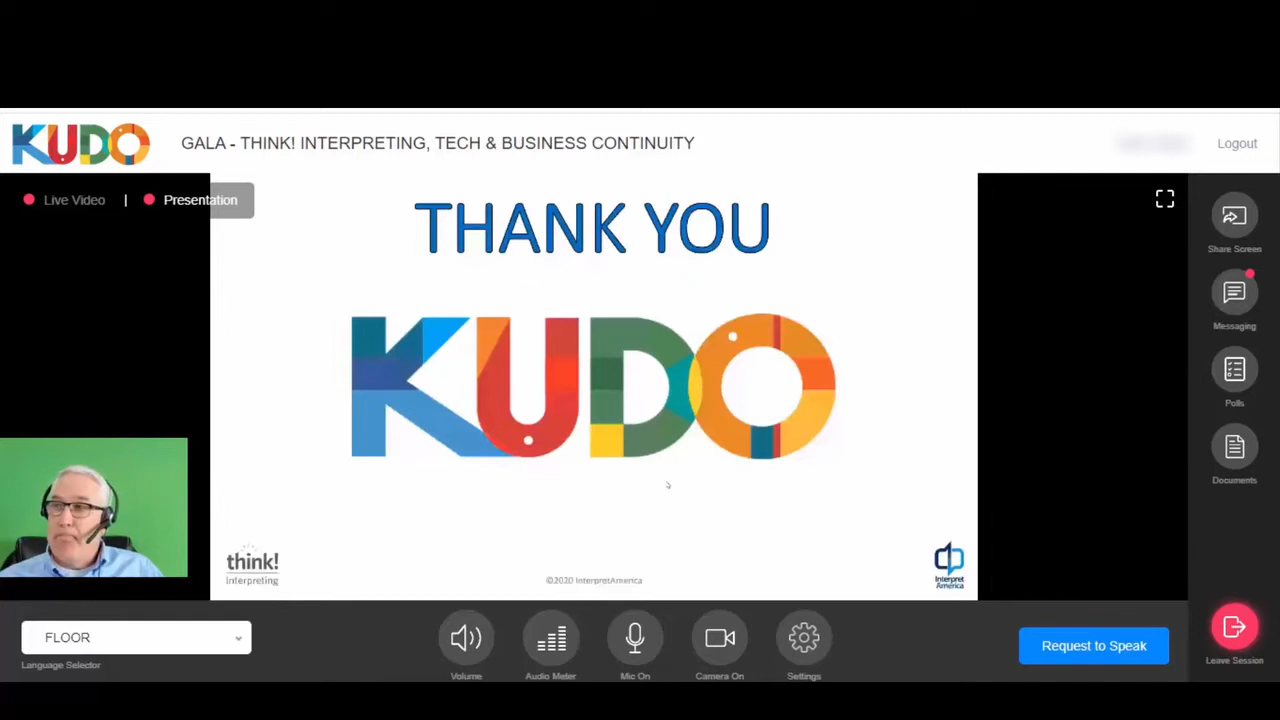 KUDO
GALA - THINK! INTERPRETING, TECH & BUSINESS CONTINUITY
Logout
Live Video | Presentation
THANK YOU
Share Screen
KUDO
Messaging
Polls
Documents
think!
interpreting
©2020 InterpretAmerica
Interpret
America
FLOOR
Language Selector
Volume
Audio Meter
Mic On
Camera On
Settings
Request to Speak
Leave Session